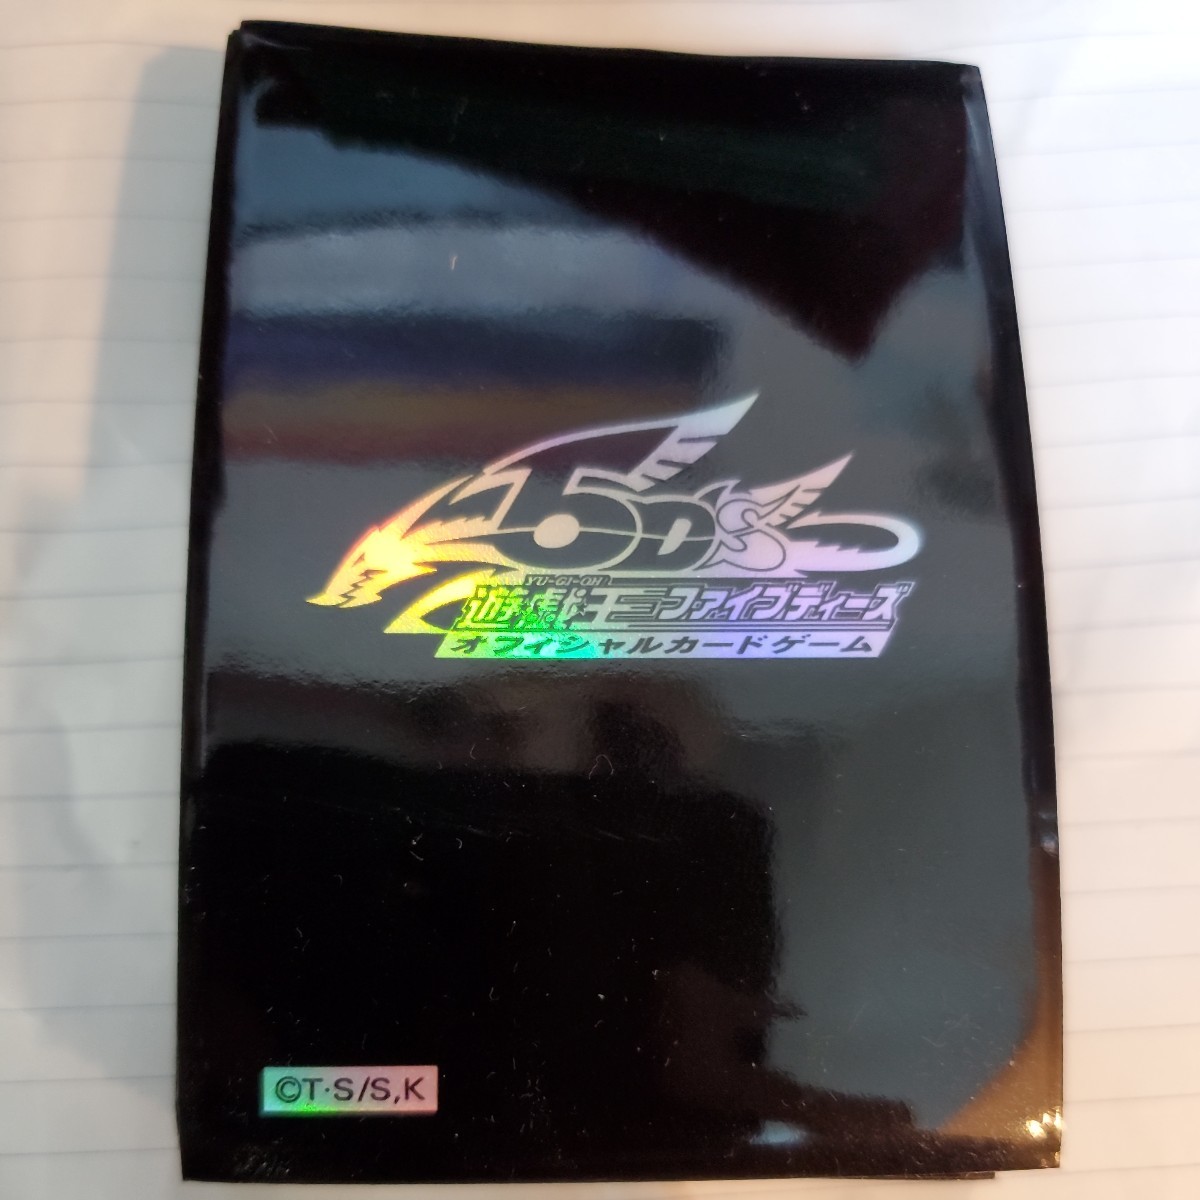 5D's
YU-GI-OH
遊戯王ファイブディーズ
オフィシャルカードゲーム
©T·S/S,K